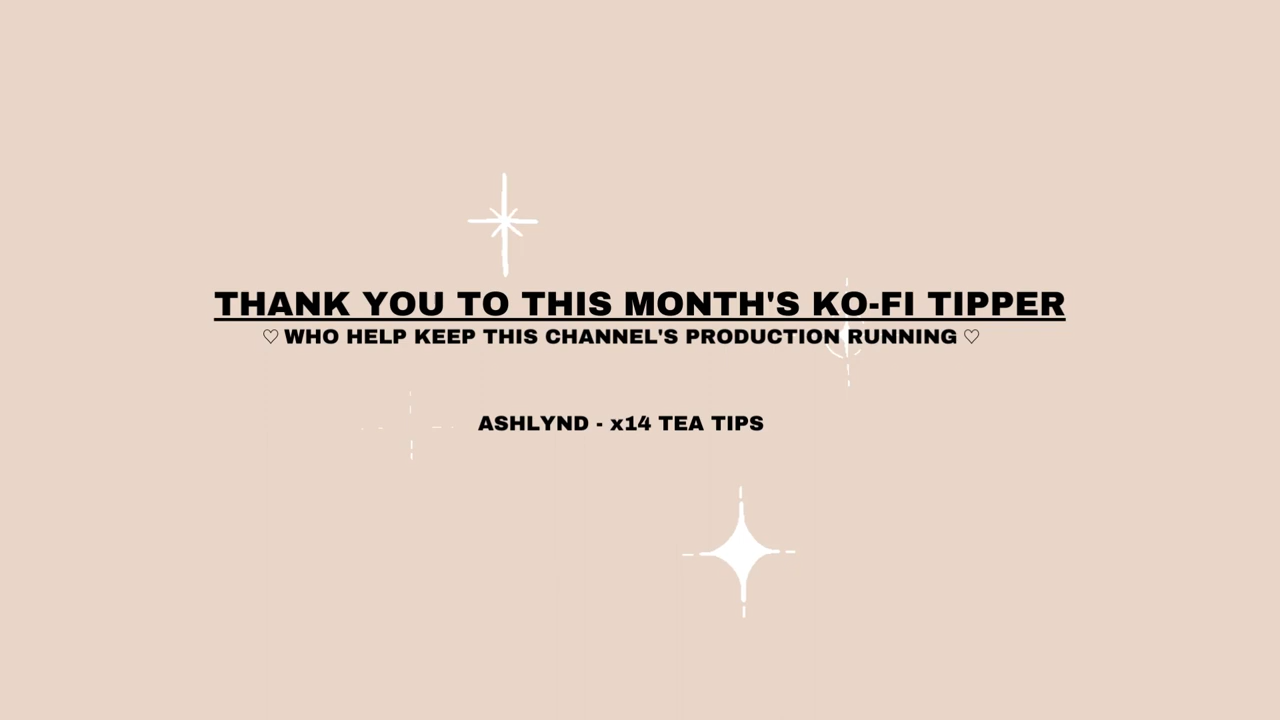 THANK YOU TO THIS MONTH'S KO-FI TIPPER
♡ WHO HELP KEEP THIS CHANNEL'S PRODUCTION RUNNING ♡
ASHLYND - x14 TEA TIPS